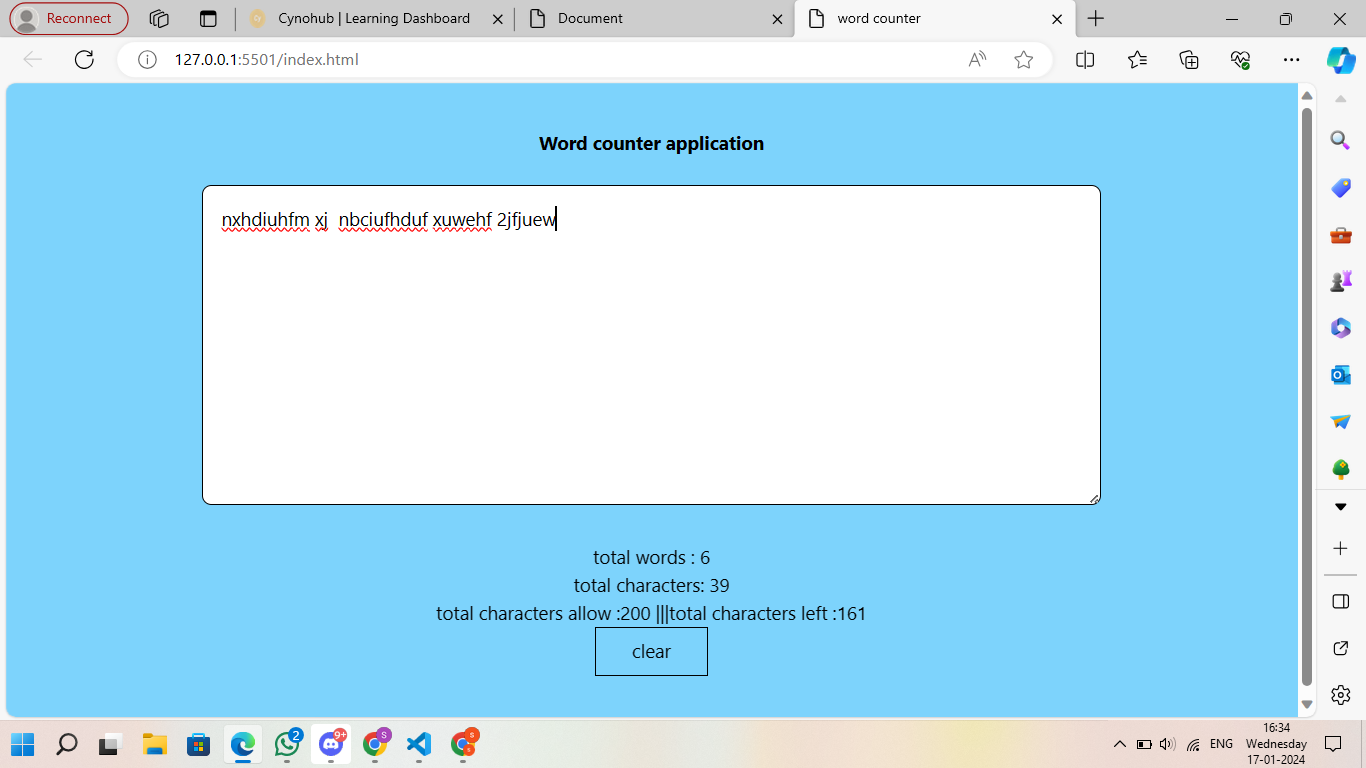 Reconnect
Cynohub | Learning Dashboard
Document
word counter
127.0.0.1:5501/index.html
Word counter application
nxhdiuhfm xj  nbciufhduf xuwehf 2jfjuew
total words : 6
total characters: 39
total characters allow :200 |||total characters left :161
clear
2
9+
S
S
S
ENG
16:34
Wednesday
17-01-2024